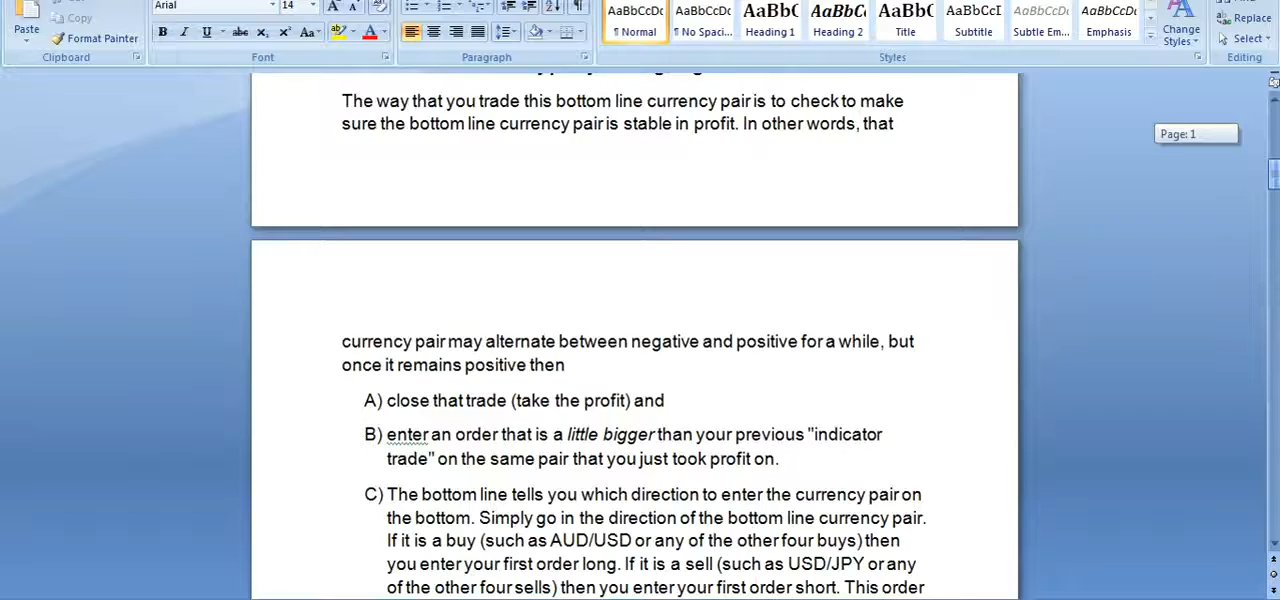 Arial
14
Paste
Copy
Format Painter
B I U abc x₂ x² Aa
AaBbCcDc AaBbCcDc AaBbC AaBbCc AaBbC AaBbCcI AaBbCcDc AaBbCcDc
¶ Normal ¶ No Spaci... Heading 1 Heading 2 Title Subtitle Subtle Em... Emphasis
Change
Styles
Replace
Select
Clipboard Font Paragraph Styles Editing
The way that you trade this bottom line currency pair is to check to make
sure the bottom line currency pair is stable in profit. In other words, that
Page: 1
currency pair may alternate between negative and positive for a while, but
once it remains positive then
A) close that trade (take the profit) and
B) enter an order that is a little bigger than your previous "indicator
trade" on the same pair that you just took profit on.
C) The bottom line tells you which direction to enter the currency pair on
the bottom. Simply go in the direction of the bottom line currency pair.
If it is a buy (such as AUD/USD or any of the other four buys) then
you enter your first order long. If it is a sell (such as USD/JPY or any
of the other four sells) then you enter your first order short. This order